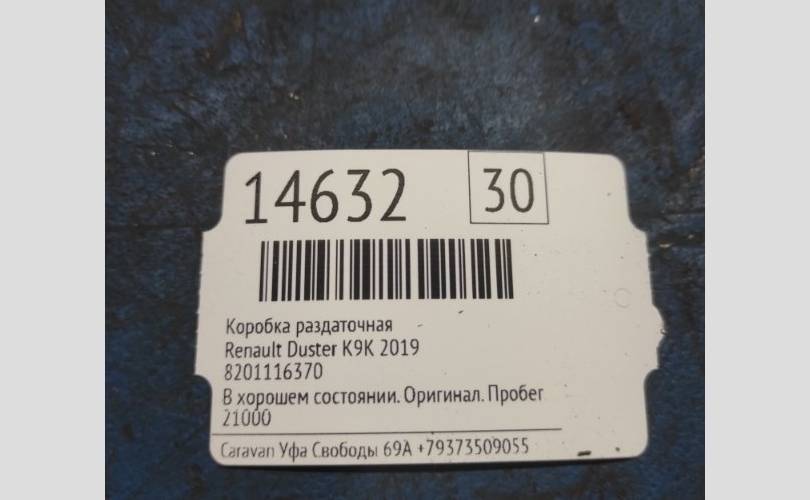 14632 30
Коробка раздаточная
Renault Duster K9K 2019
8201116370
В хорошем состоянии. Оригинал. Пробег
21000
Caravan Уфа Свободы 69А +79373509055